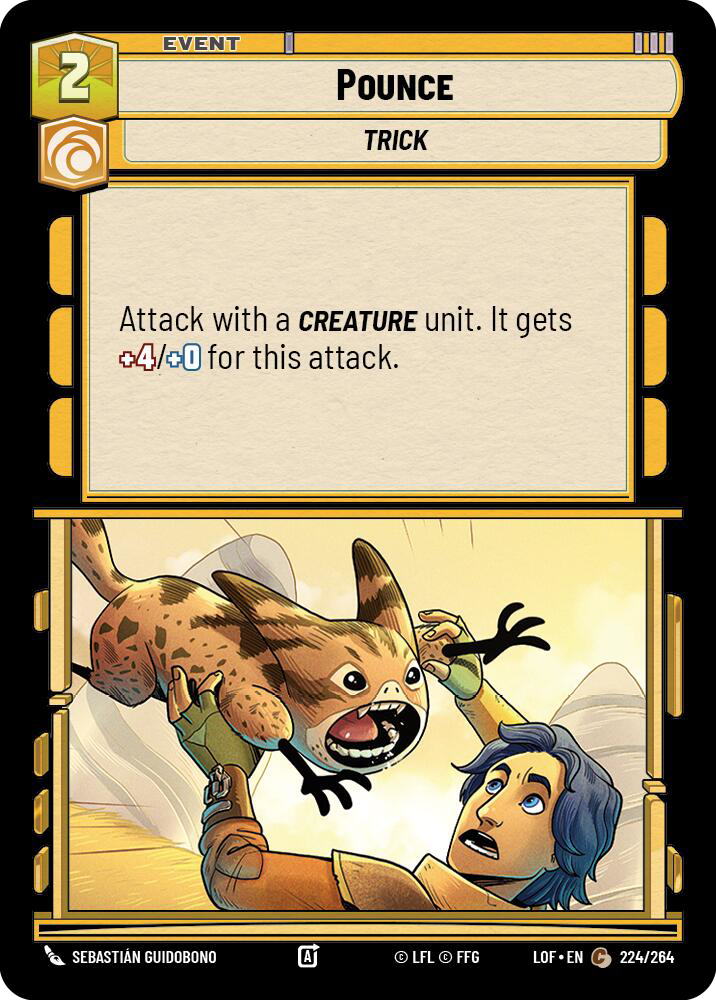 EVENT
2
POUNCE
TRICK
Attack with a CREATURE unit. It gets
+4/+0 for this attack.
SEBASTIÁN GUIDOBONO
A
© LFL © FFG
LOF • EN
C
224/264